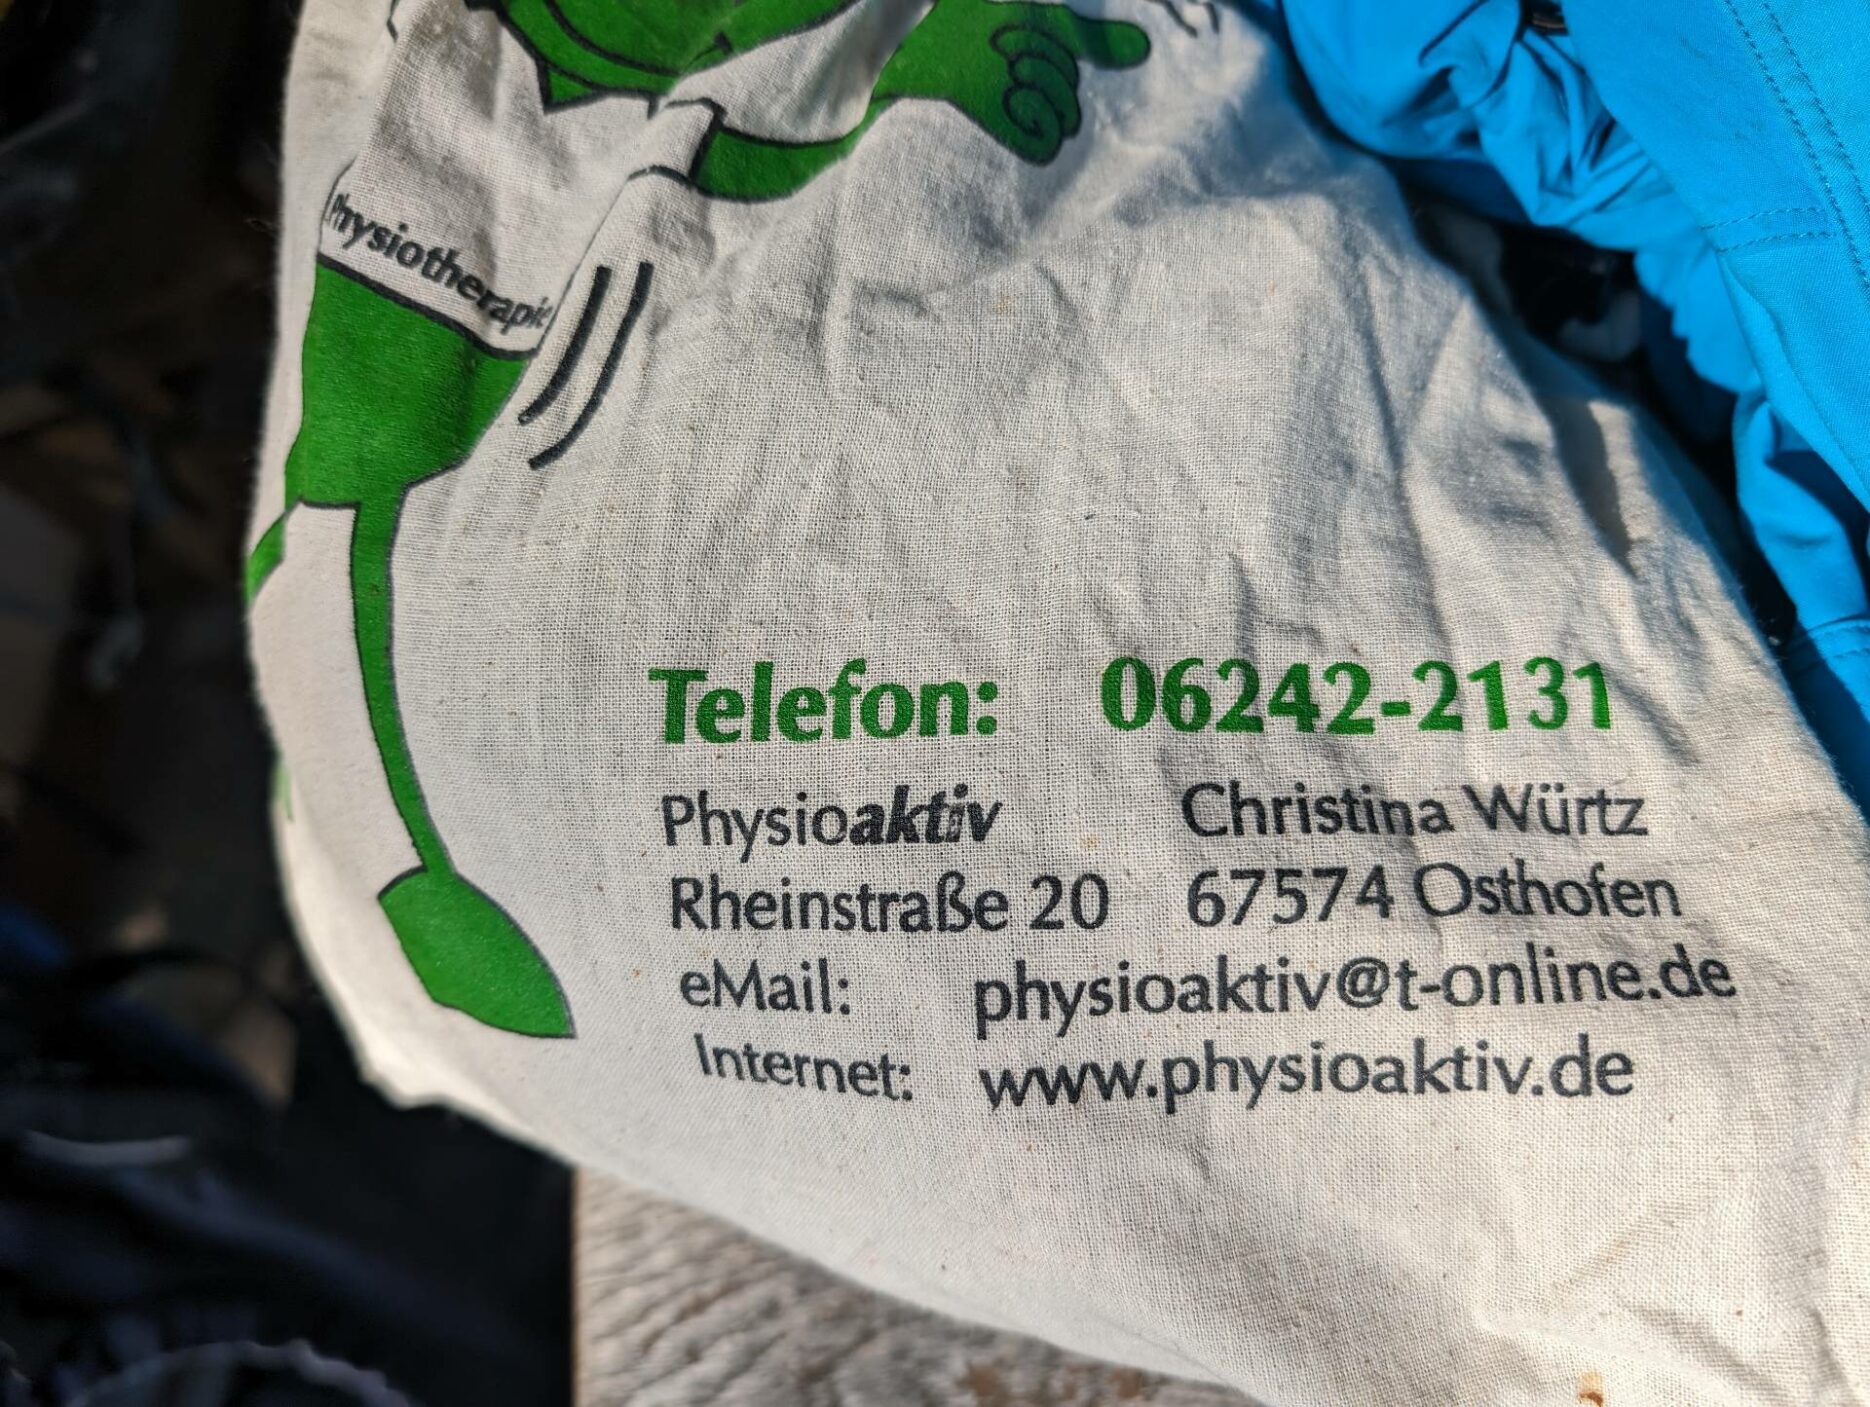 Physiotherapie
Telefon: 06242-2131
Physioaktiv Christina Würtz
Rheinstraße 20 67574 Osthofen
eMail: physioaktiv@t-online.de
Internet: www.physioaktiv.de